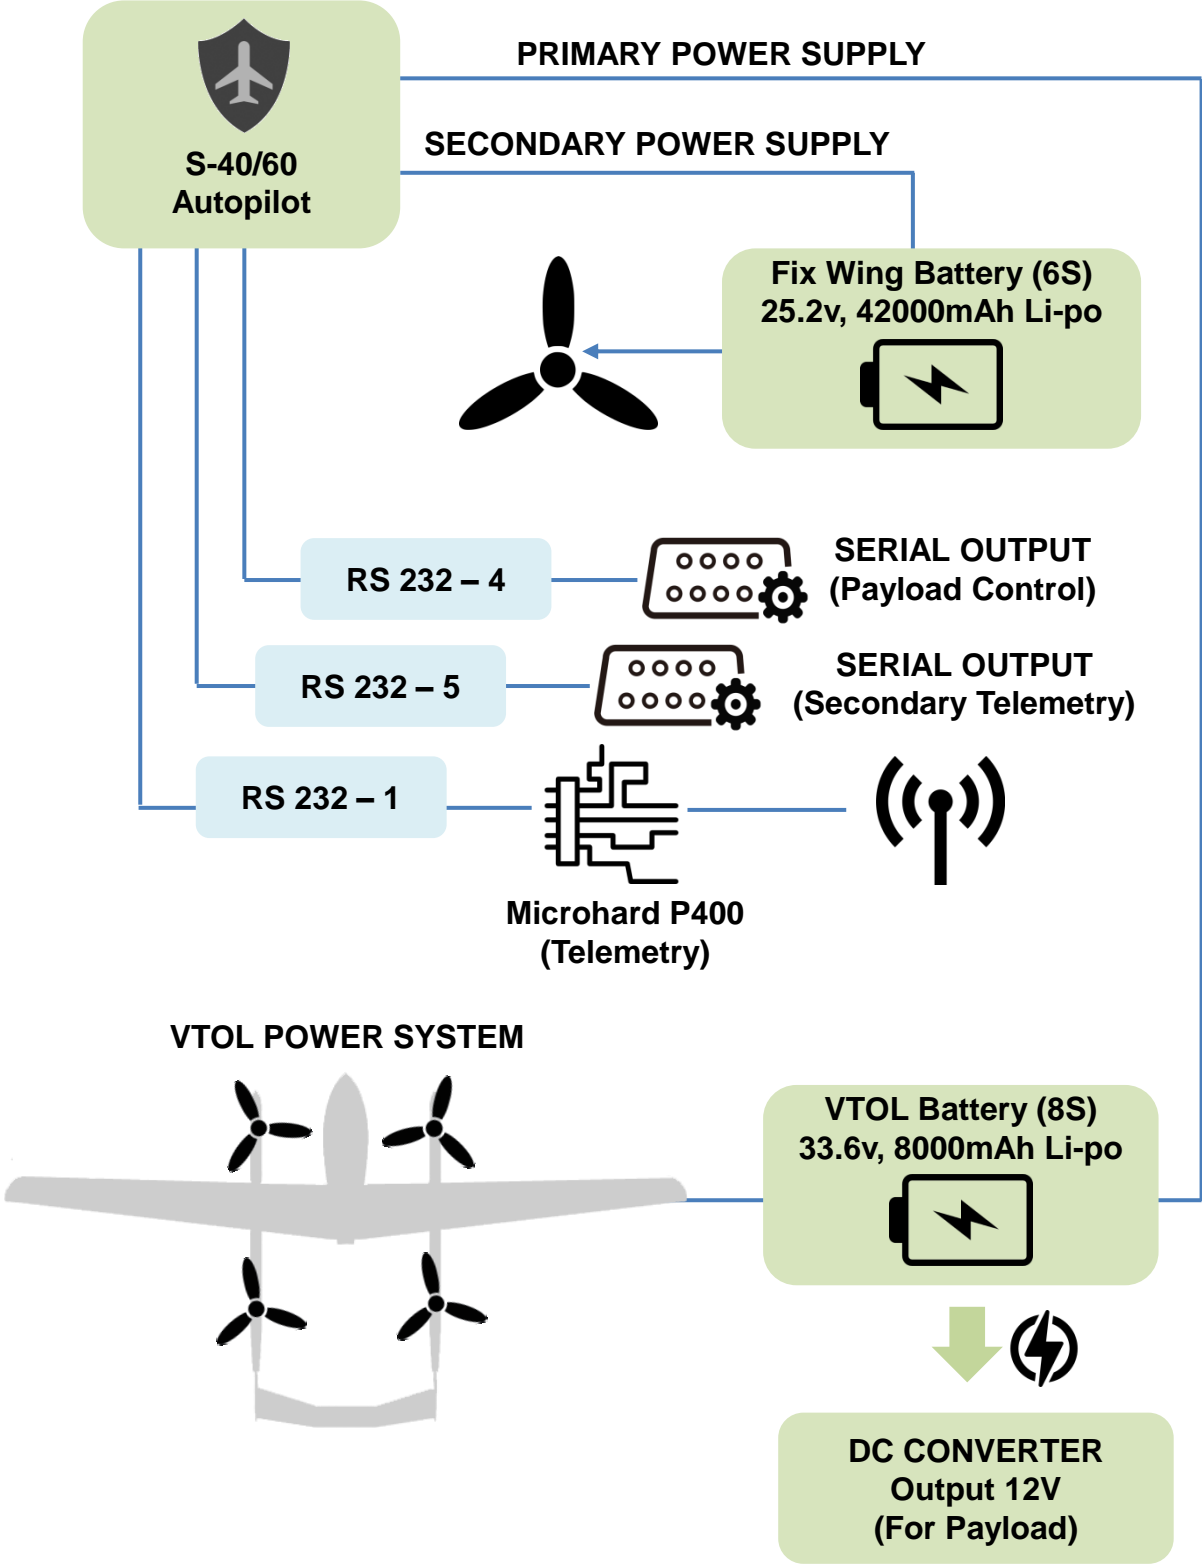 PRIMARY POWER SUPPLY
SECONDARY POWER SUPPLY
S-40/60
Autopilot
Fix Wing Battery (6S)
25.2v, 42000mAh Li-po
RS 232 – 4
SERIAL OUTPUT
(Payload Control)
RS 232 – 5
SERIAL OUTPUT
(Secondary Telemetry)
RS 232 – 1
Microhard P400
(Telemetry)
VTOL POWER SYSTEM
VTOL Battery (8S)
33.6v, 8000mAh Li-po
DC CONVERTER
Output 12V
(For Payload)